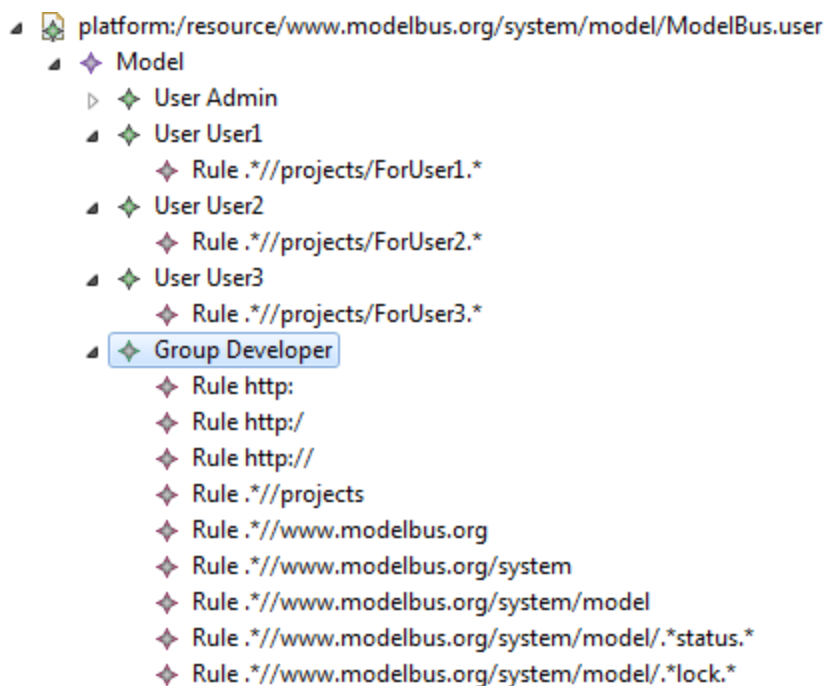 platform:/resource/www.modelbus.org/system/model/ModelBus.user
Model
User Admin
User User1
Rule .*//projects/ForUser1.*
User User2
Rule .*//projects/ForUser2.*
User User3
Rule .*//projects/ForUser3.*
Group Developer
Rule http:
Rule http:/
Rule http://
Rule .*//projects
Rule .*//www.modelbus.org
Rule .*//www.modelbus.org/system
Rule .*//www.modelbus.org/system/model
Rule .*//www.modelbus.org/system/model/.*status.*
Rule .*//www.modelbus.org/system/model/.*lock.*